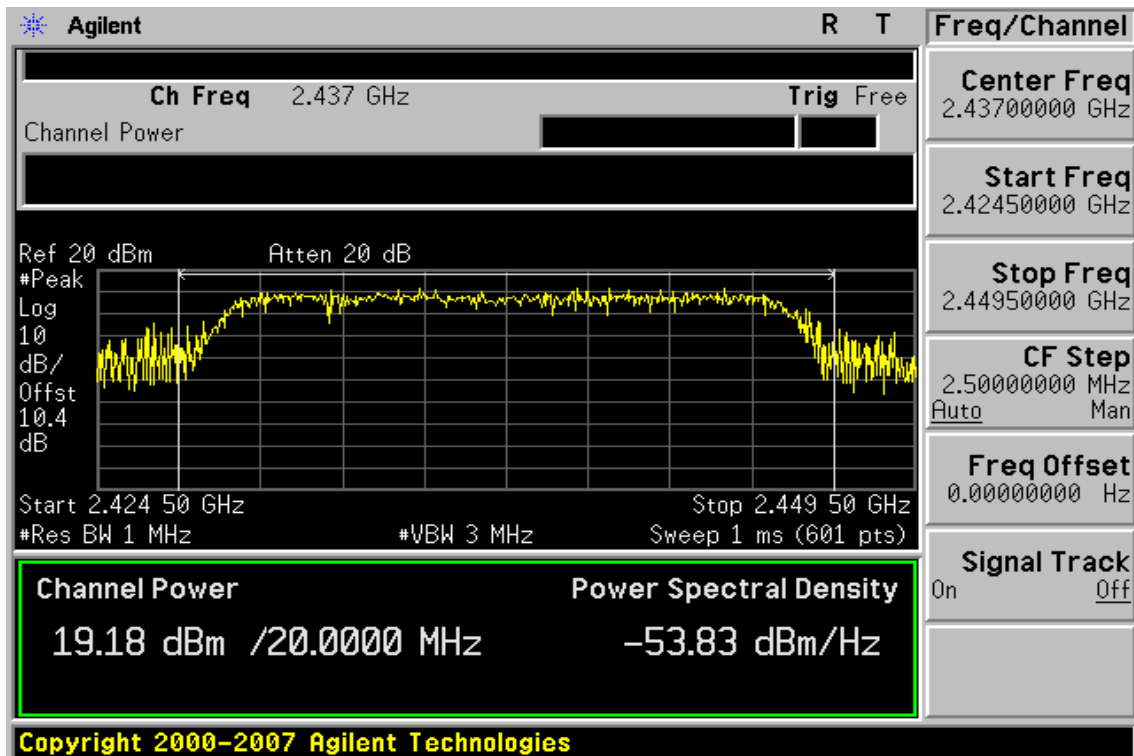 Agilent R T
Ch Freq 2.437 GHz Trig Free
Channel Power
Ref 20 dBm Atten 20 dB
#Peak
Log
10
dB/
Offst
10.4
dB
Start 2.424 50 GHz Stop 2.449 50 GHz
#Res BW 1 MHz #VBW 3 MHz Sweep 1 ms (601 pts)
Channel Power Power Spectral Density
19.18 dBm /20.0000 MHz -53.83 dBm/Hz
Copyright 2000-2007 Agilent Technologies
Freq/Channel
Center Freq
2.43700000 GHz
Start Freq
2.42450000 GHz
Stop Freq
2.44950000 GHz
CF Step
2.50000000 MHz
Auto Man
Freq Offset
0.00000000 Hz
Signal Track
On Off